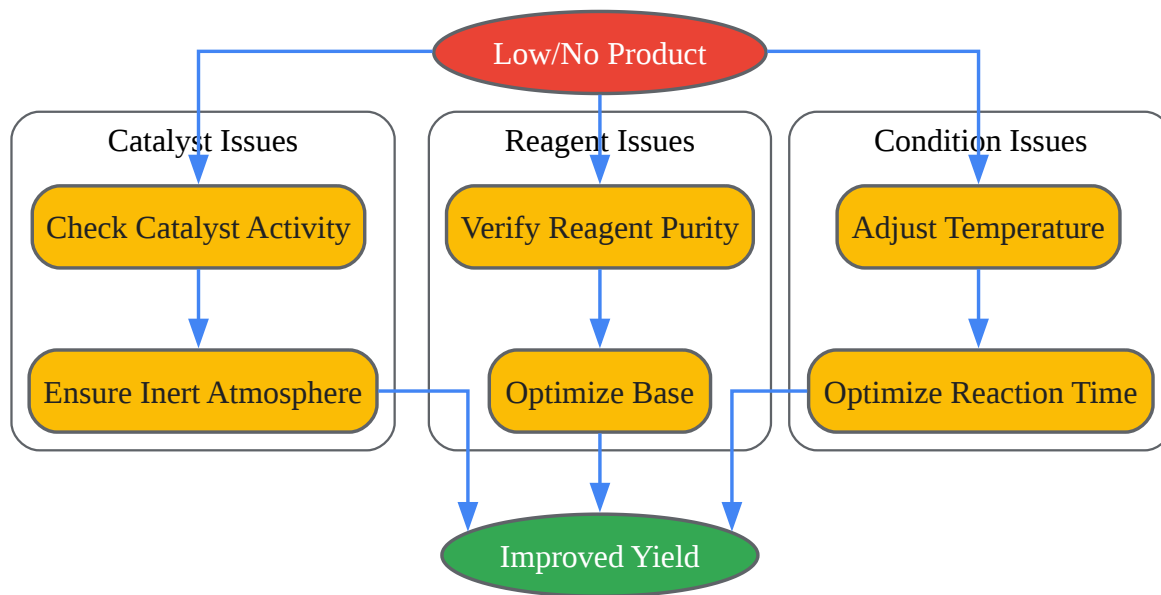 Low/No Product
Catalyst Issues
Reagent Issues
Condition Issues
Check Catalyst Activity
Verify Reagent Purity
Adjust Temperature
Ensure Inert Atmosphere
Optimize Base
Optimize Reaction Time
Improved Yield